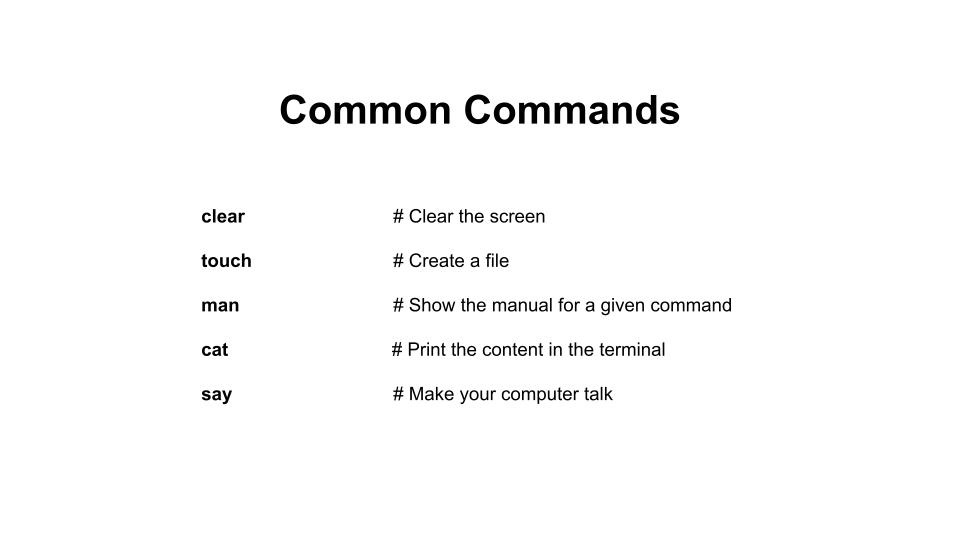 Common Commands
clear # Clear the screen
touch # Create a file
man # Show the manual for a given command
cat # Print the content in the terminal
say # Make your computer talk